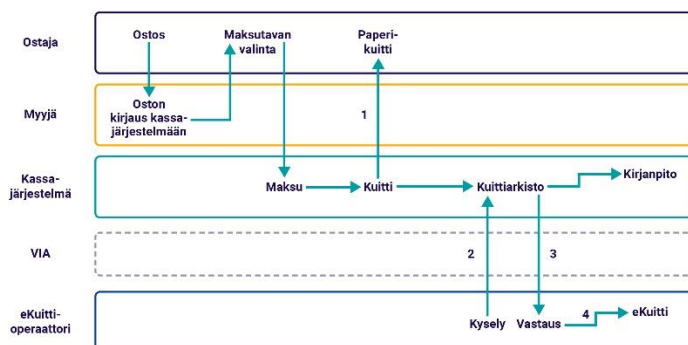 Ostaja
Ostos
Maksutavan
valinta
Paperi-
kuitti
Myyjä
Oston
kirjaus kassa-
järjestelmään
1
Kassa-
järjestelmä
Maksu
Kuitti
Kuittiarkisto
Kirjanpito
VIA
2
3
eKuitti-
operaattori
Kysely
Vastaus
4
eKuitti